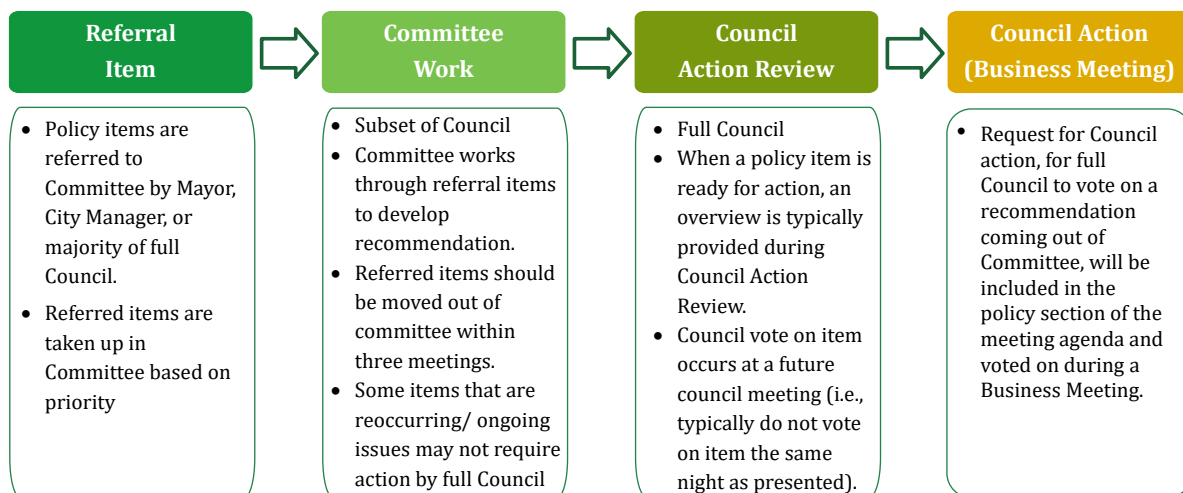 Referral
Item
Committee
Work
Council
Action Review
Council Action
(Business Meeting)
• Policy items are
referred to
Committee by Mayor,
City Manager, or
majority of full
Council.
• Referred items are
taken up in
Committee based on
priority
• Subset of Council
• Committee works
through referral items
to develop
recommendation.
• Referred items should
be moved out of
committee within
three meetings.
• Some items that are
reoccurring/ ongoing
issues may not require
action by full Council
• Full Council
• When a policy item is
ready for action, an
overview is typically
provided during
Council Action
Review.
• Council vote on item
occurs at a future
council meeting (i.e.,
typically do not vote
on item the same
night as presented).
• Request for Council
action, for full
Council to vote on a
recommendation
coming out of
Committee, will be
included in the
policy section of the
meeting agenda and
voted on during a
Business Meeting.